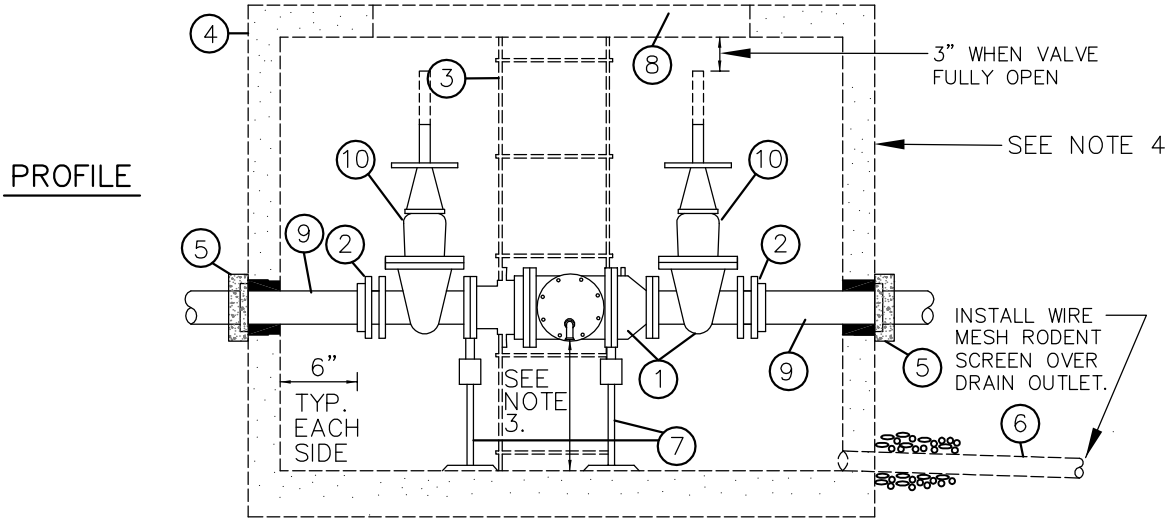 4
8
3
3” WHEN VALVE
FULLY OPEN
SEE NOTE 4
10
10
PROFILE
5
9
2
2
INSTALL WIRE
MESH RODENT
SCREEN OVER
DRAIN OUTLET.
6”
TYP.
EACH
SIDE
SEE
NOTE
3.
1
9
5
7
6